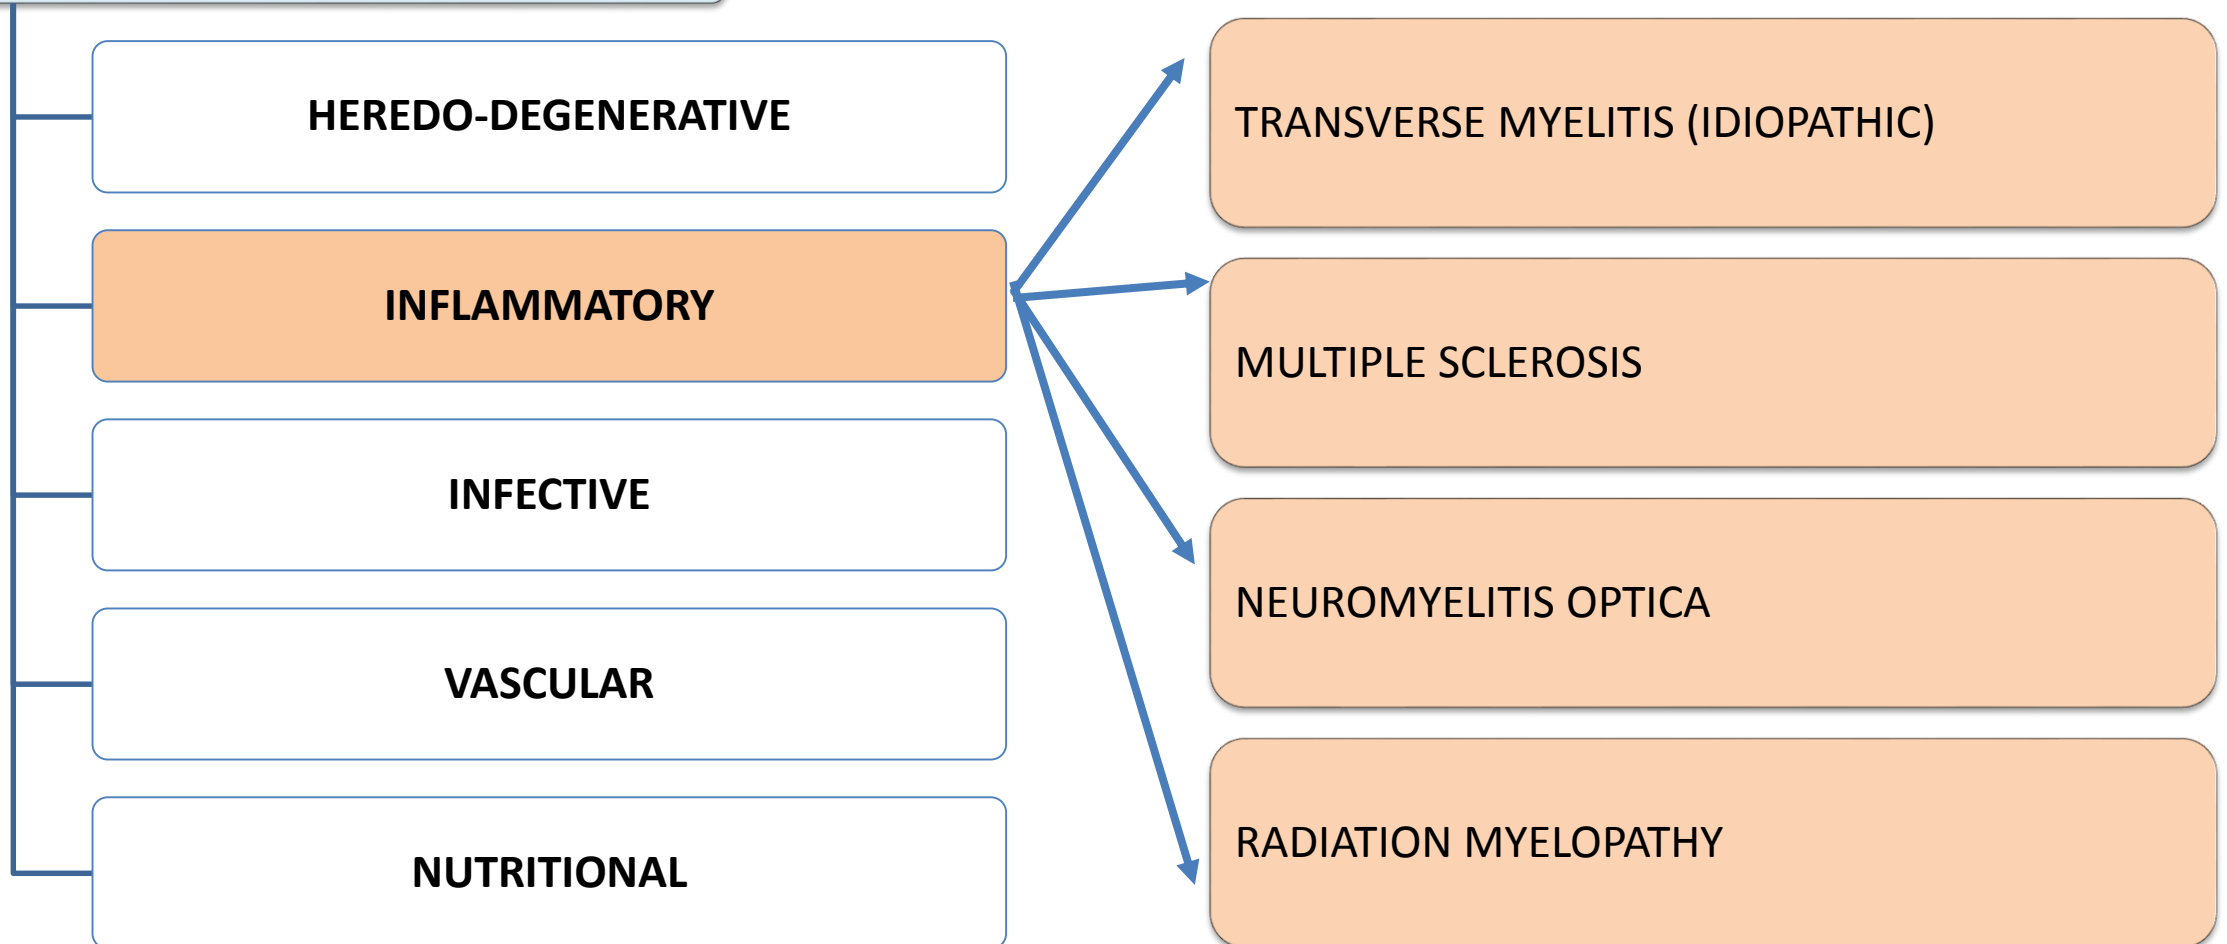 HEREDO-DEGENERATIVE
INFLAMMATORY
INFECTIVE
VASCULAR
NUTRITIONAL
TRANSVERSE MYELITIS (IDIOPATHIC)
MULTIPLE SCLEROSIS
NEUROMYELITIS OPTICA
RADIATION MYELOPATHY